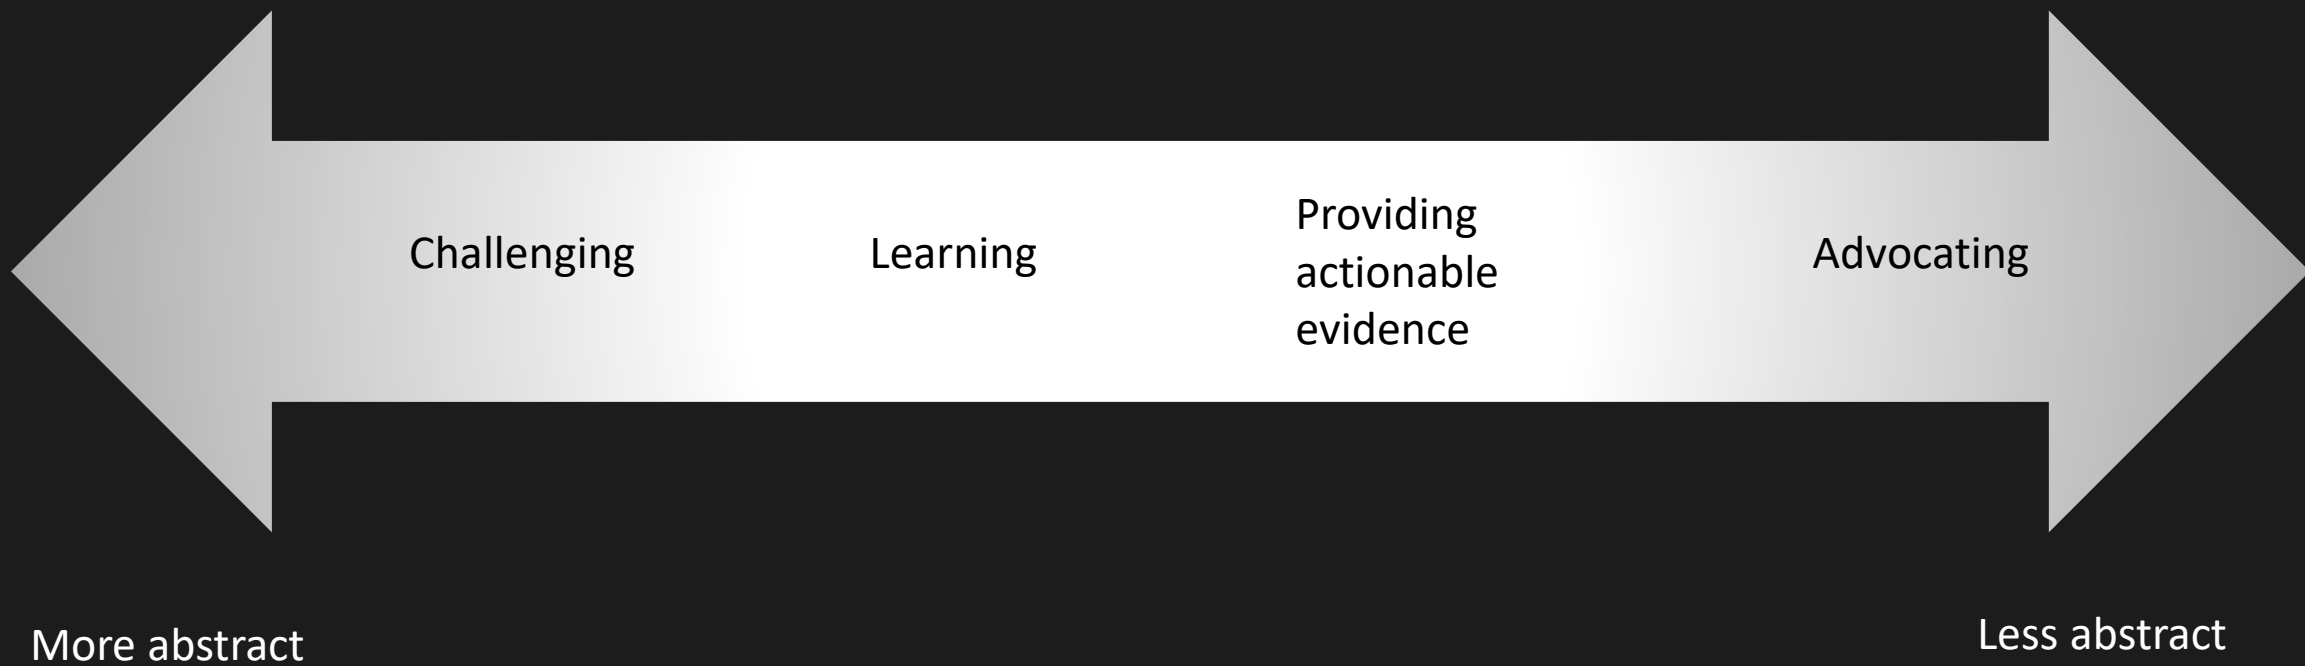 Challenging
Learning
Providing
actionable
evidence
Advocating
More abstract
Less abstract